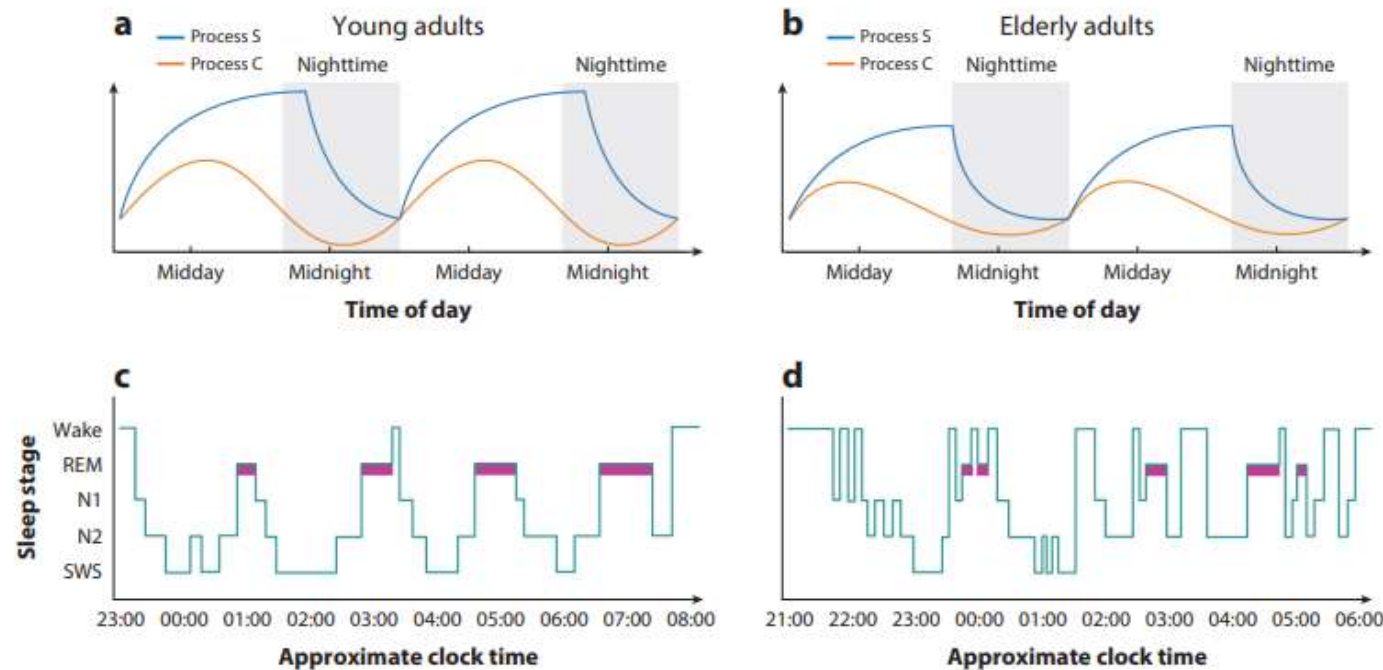 a
Young adults
Process S
Process C
Nighttime
Nighttime
Midday
Midnight
Midday
Midnight
Time of day
b
Elderly adults
Process S
Process C
Nighttime
Nighttime
Midday
Midnight
Midday
Midnight
Time of day
c
Sleep stage
Wake
REM
N1
N2
SWS
23:00 00:00 01:00 02:00 03:00 04:00 05:00 06:00 07:00 08:00
Approximate clock time
d
21:00 22:00 23:00 00:00 01:00 02:00 03:00 04:00 05:00 06:00
Approximate clock time